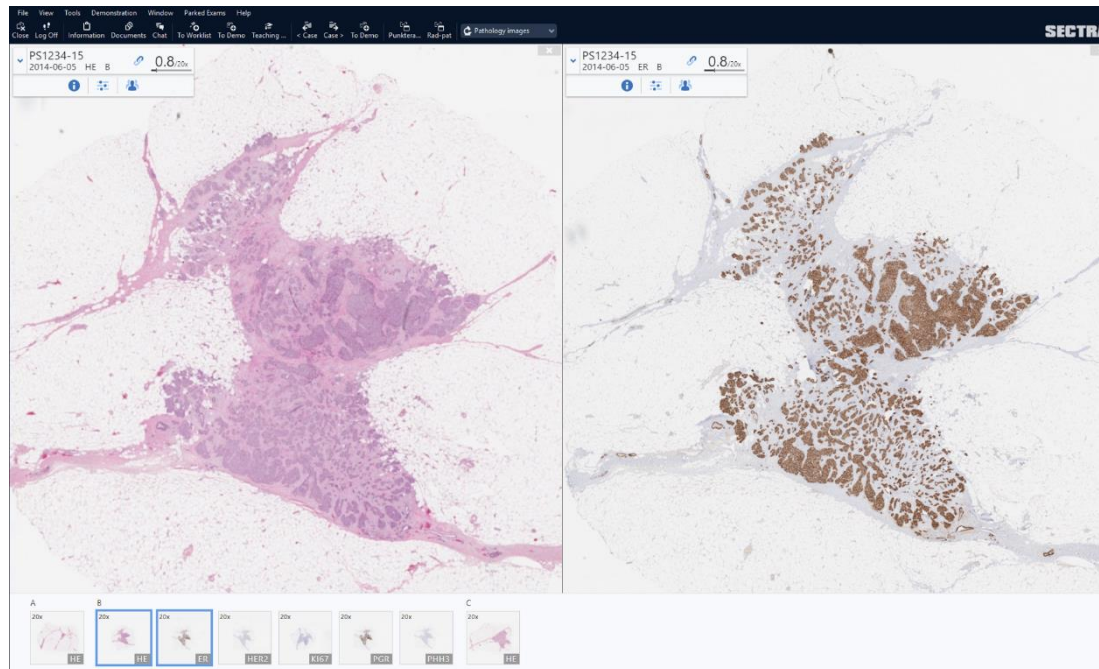 File View Tools Demonstration Window Parked Exams Help
Close Log Off Information Documents Chat To Worklist To Demo Teaching ... < Case Case > To Demo Punktera... Rad-pat Pathology images
SECTRA
PS1234-15
2014-06-05 HE B
0.8/20x
PS1234-15
2014-06-05 ER B
0.8/20x
A B C
20x 20x 20x 20x 20x 20x 20x 20x
HE HE ER HER2 KI67 PGR PHH3 HE